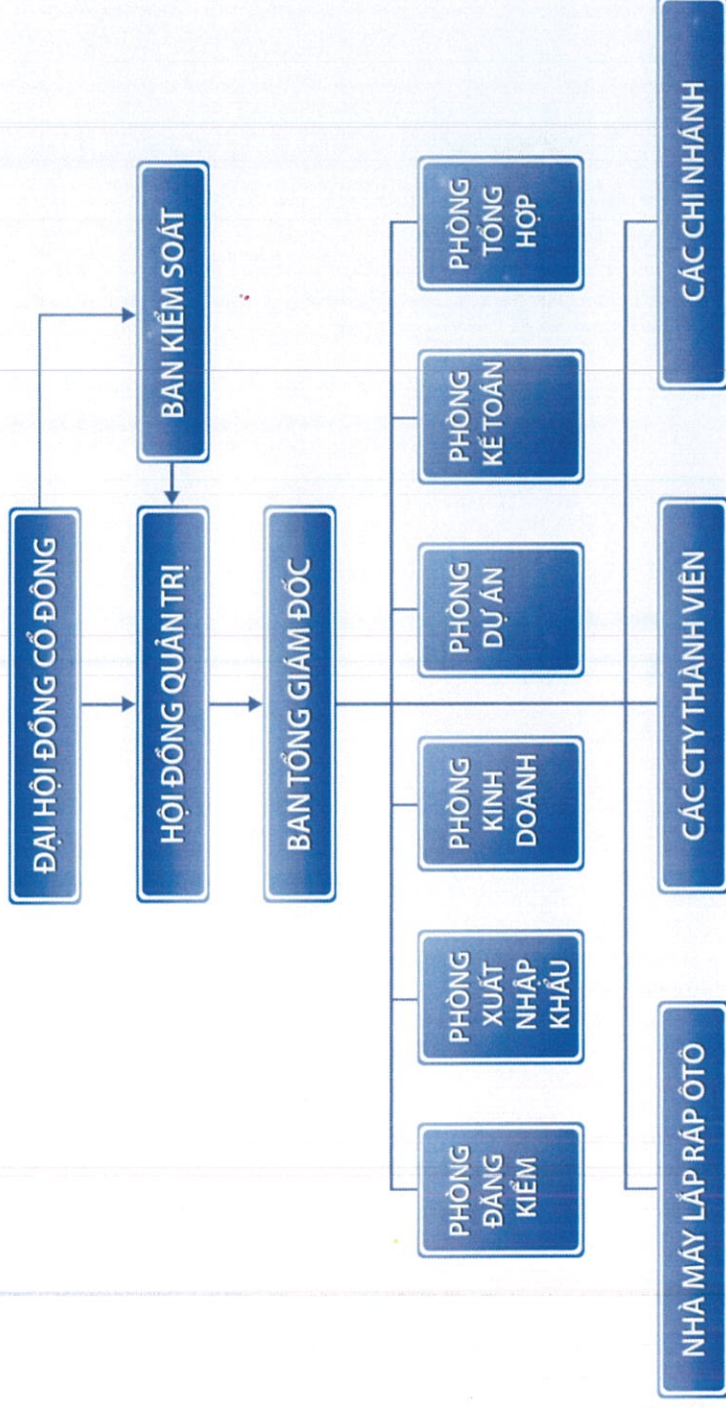 ĐẠI HỘI ĐỒNG CỔ ĐÔNG
BAN KIỂM SOÁT
HỘI ĐỒNG QUẢN TRỊ
BAN TỔNG GIÁM ĐỐC
PHÒNG
ĐĂNG
KIỂM
PHÒNG
XUẤT
NHẬP
KHẨU
PHÒNG
KINH
DOANH
PHÒNG
DỰ ÁN
PHÒNG
KẾ TOÁN
PHÒNG
TỔNG
HỢP
NHÀ MÁY LẮP RÁP ÔTÔ
CÁC CTY THÀNH VIÊN
CÁC CHI NHÁNH